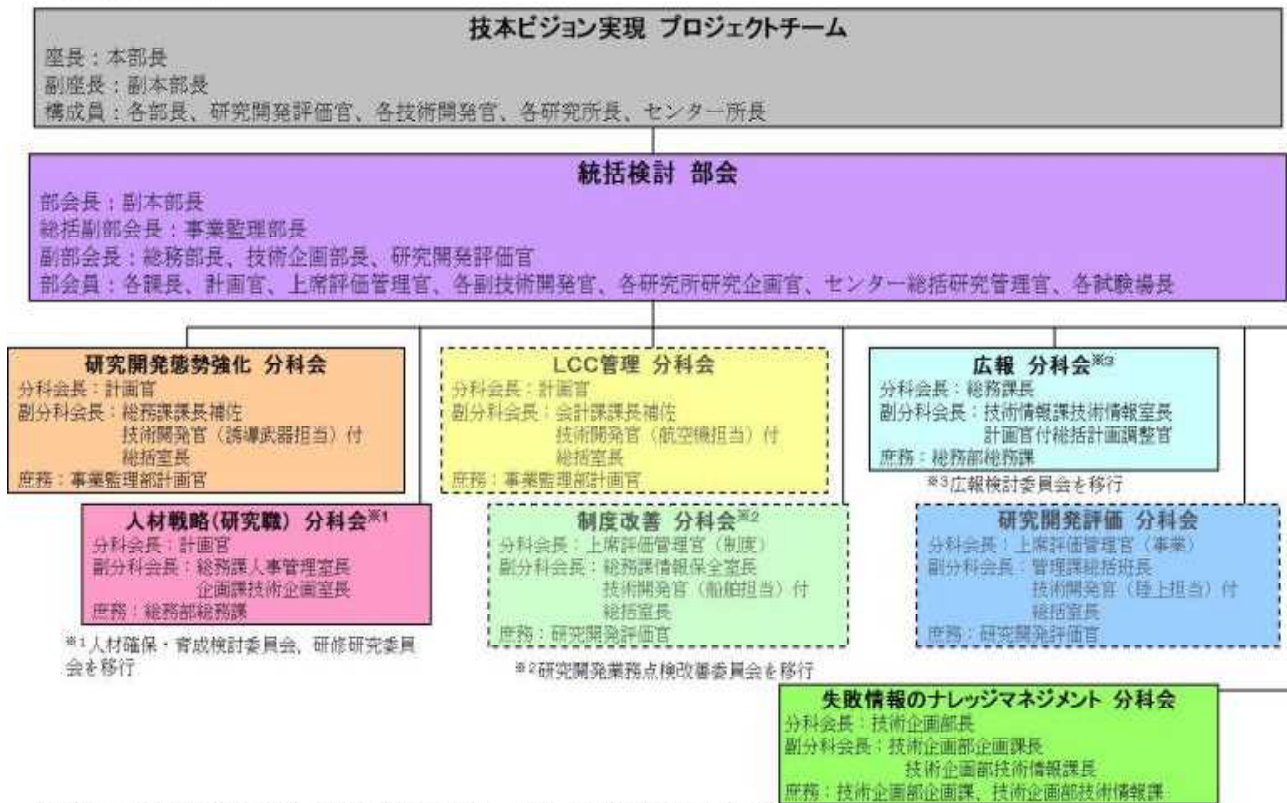 技本ビジョン実現 プロジェクトチーム
座長:本部長
副座長:副本部長
構成員:各部長、研究開発評価官、各技術開発官、各研究所長、センター所長
統括検討 部会
部会長:副本部長
総括副部会長:事業監理部長
副部会長:総務部長、技術企画部長、研究開発評価官
部会員:各課長、計画官、上席評価管理官、各副技術開発官、各研究所研究企画官、センター総括研究管理官、各試験場長
研究開発態勢強化 分科会
分科会長:計画官
副分科会長:総務課課長補佐
技術開発官(誘導武器担当)付
総括室長
庶務:事業監理部計画官
LCC管理 分科会
分科会長:計画官
副分科会長:会計課課長補佐
技術開発官(航空機担当)付
総括室長
庶務:事業監理部計画官
広報 分科会※3
分科会長:総務課長
副分科会長:技術情報課技術情報室長
計画官付総括計画調整官
庶務:総務部総務課
※3広報検討委員会を移行
人材戦略(研究職) 分科会※1
分科会長:計画官
副分科会長:総務課人事管理室長
企画課技術企画室長
庶務:総務部総務課
※1人材確保・育成検討委員会、研修研究委員
会を移行
制度改善 分科会※2
分科会長:上席評価管理官(制度)
副分科会長:総務課情報保全室長
技術開発官(船舶担当)付
総括室長
庶務:研究開発評価官
※2研究開発業務点検改善委員会を移行
研究開発評価 分科会
分科会長:上席評価管理官(事業)
副分科会長:管理課総括班長
技術開発官(陸上担当)付
総括室長
庶務:研究開発評価官
失敗情報のナレッジマネジメント 分科会
分科会長:技術企画部長
副分科会長:技術企画部企画課長
技術企画部技術情報課長
庶務:技術企画部企画課、技術企画部技術情報課